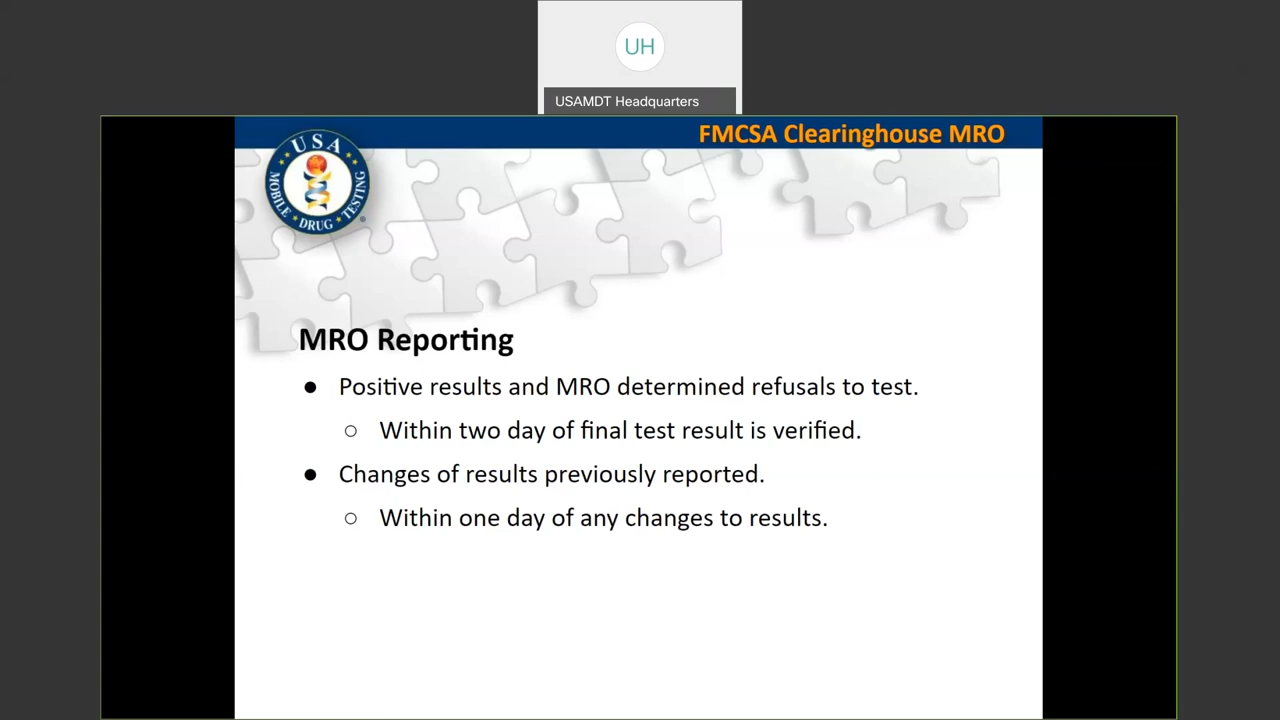 UH
USAMDT Headquarters
FMCSA Clearinghouse MRO
USA
MOBILE DRUG TESTING
MRO Reporting
● Positive results and MRO determined refusals to test.
○ Within two day of final test result is verified.
● Changes of results previously reported.
○ Within one day of any changes to results.